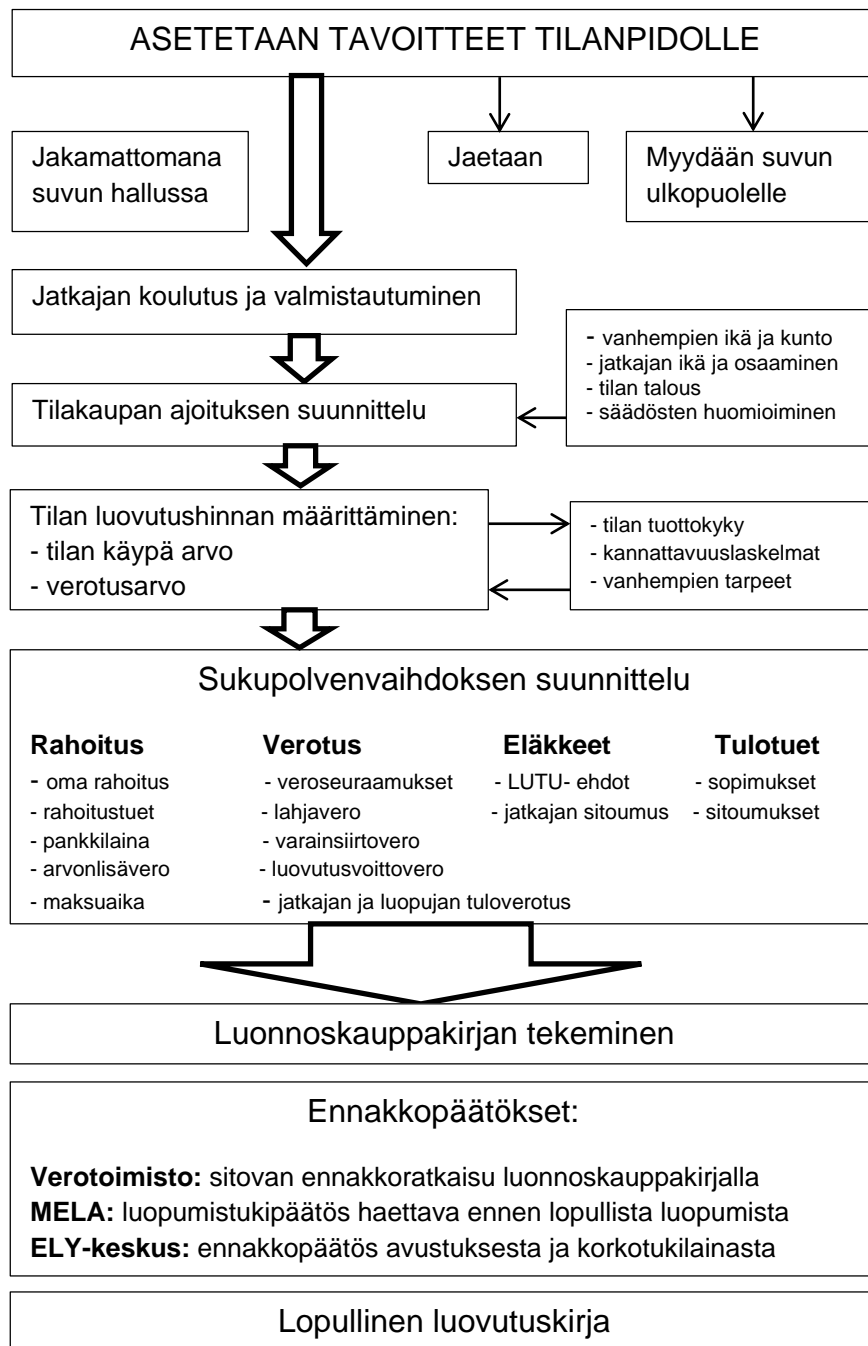 ASETETAAN TAVOITTEET TILANPIDOLLE
Jakamattomana
suvun hallussa
Jaetaan
Myydään suvun
ulkopuolelle
Jatkajan koulutus ja valmistautuminen
- vanhempien ikä ja kunto
- jatkajan ikä ja osaaminen
- tilan talous
- säädösten huomioiminen
Tilakaupan ajoituksen suunnittelu
Tilan luovutushinnan määrittäminen:
- tilan käypä arvo
- verotusarvo
- tilan tuottokyky
- kannattavuuslaskelmat
- vanhempien tarpeet
Sukupolvenvaihdoksen suunnittelu
Rahoitus
- oma rahoitus
- rahoitustuet
- pankkilaina
- arvonlisävero
- maksuaika
Verotus
- veroseuraamukset
- lahjavero
- varainsiirtovero
- luovutusvoittovero
- jatkajan ja luopujan tuloverotus
Eläkkeet
- LUTU- ehdot
- jatkajan sitoumus
Tulotuet
- sopimukset
- sitoumukset
Luonnoskauppakirjan tekeminen
Ennakkopäätökset:
Verotoimisto: sitovan ennakkoratkaisu luonnoskauppakirjalla
MELA: luopumistukipäätös haettava ennen lopullista luopumista
ELY-keskus: ennakkopäätös avustuksesta ja korkotukilainasta
Lopullinen luovutuskirja